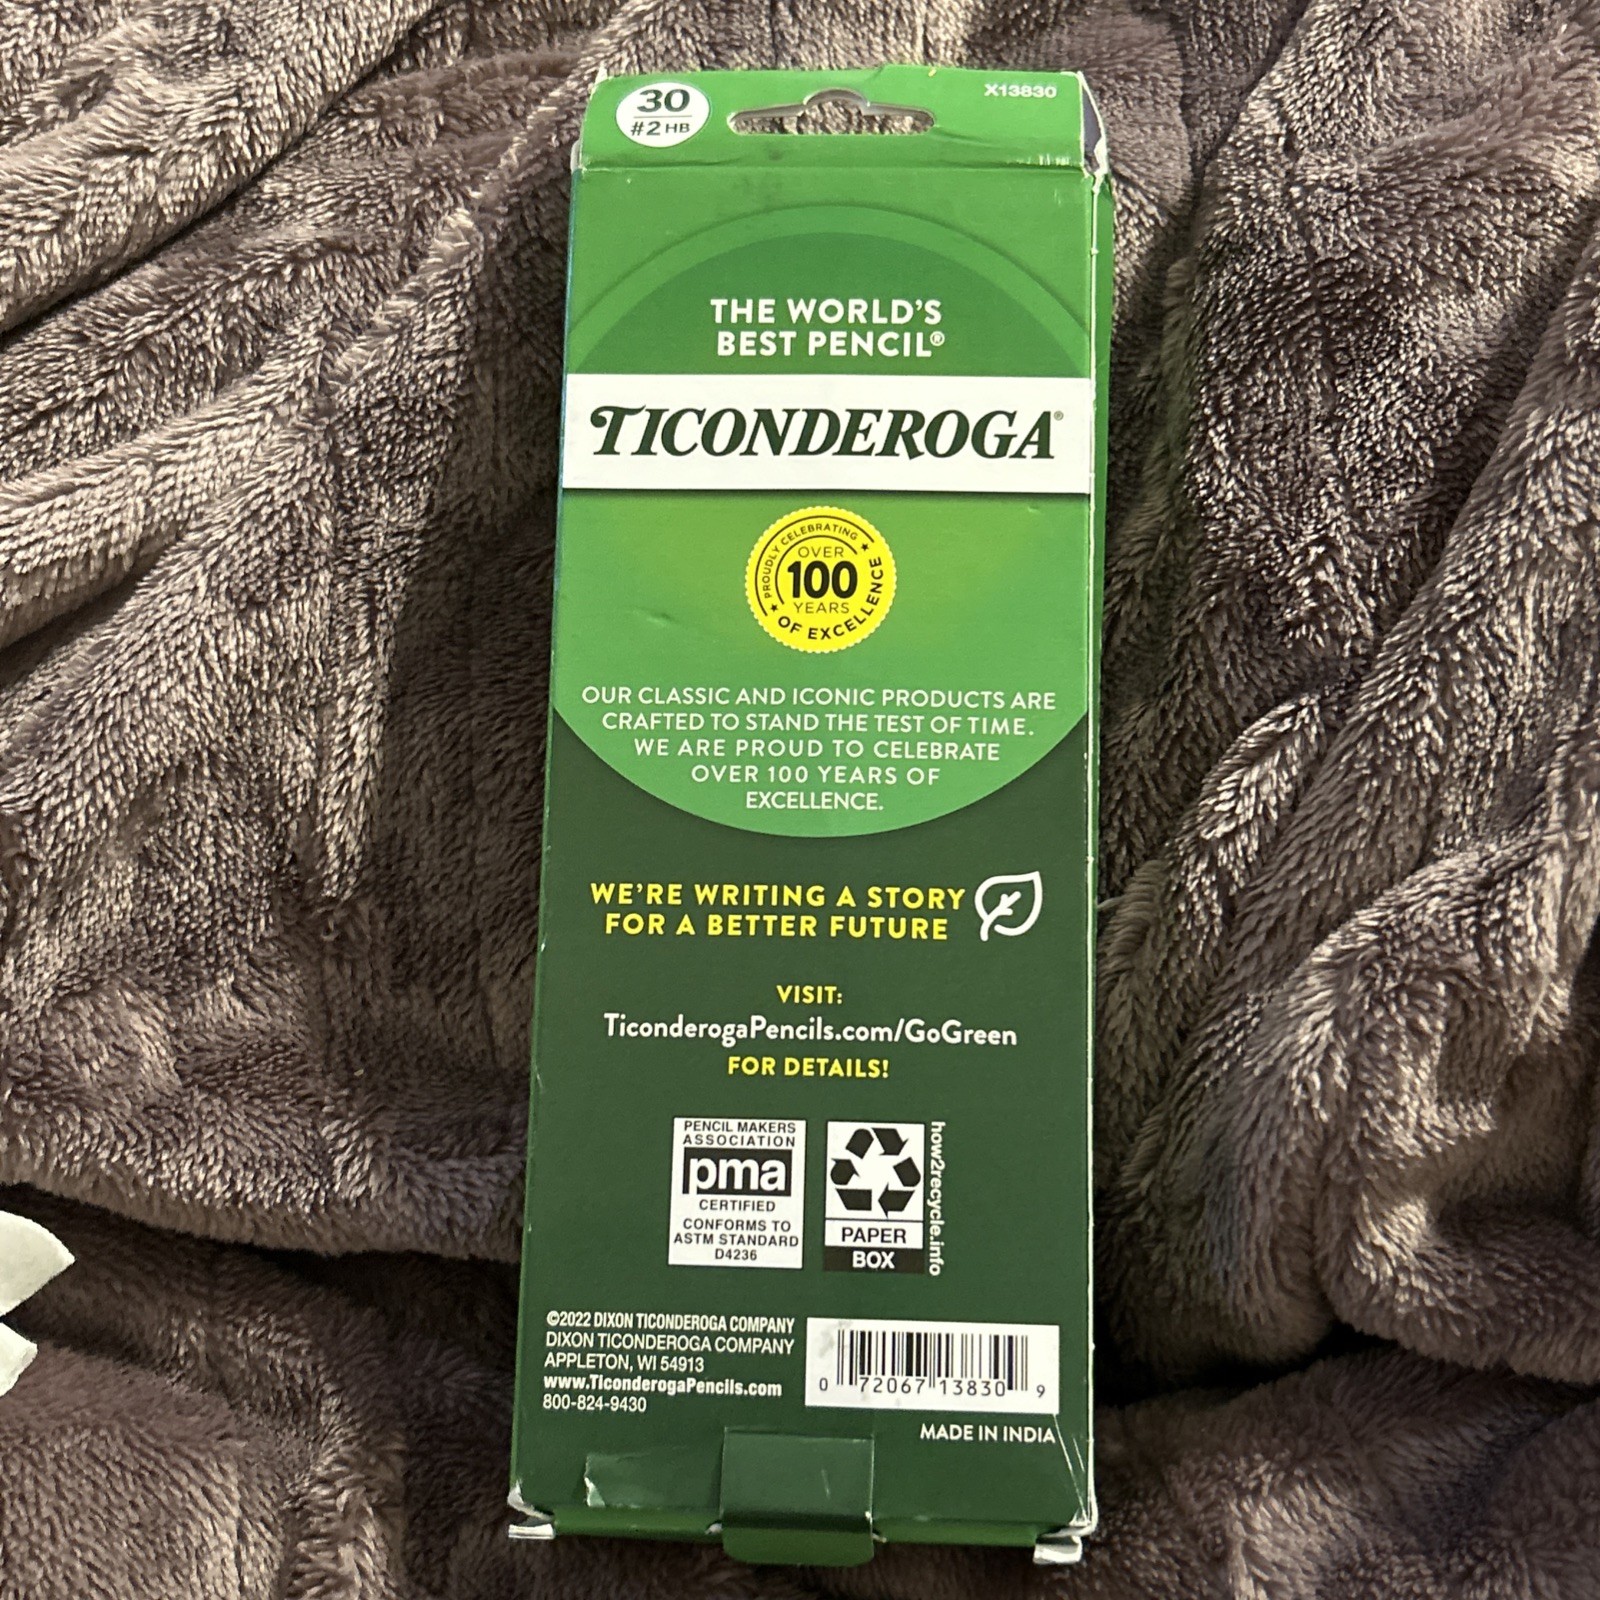 30
#2 HB
X13830
THE WORLD'S
BEST PENCIL®
TICONDEROGA®
PROUDLY CELEBRATING
OVER
100
YEARS
OF EXCELLENCE
OUR CLASSIC AND ICONIC PRODUCTS ARE
CRAFTED TO STAND THE TEST OF TIME.
WE ARE PROUD TO CELEBRATE
OVER 100 YEARS OF
EXCELLENCE.
WE'RE WRITING A STORY
FOR A BETTER FUTURE
VISIT:
TiconderogaPencils.com/GoGreen
FOR DETAILS!
PENCIL MAKERS
ASSOCIATION
pma
CERTIFIED
CONFORMS TO
ASTM STANDARD
D4236
PAPER
BOX
how2recycle.info
©2022 DIXON TICONDEROGA COMPANY
DIXON TICONDEROGA COMPANY
APPLETON, WI 54913
www.TiconderogaPencils.com
800-824-9430
0 72067 13830 9
MADE IN INDIA